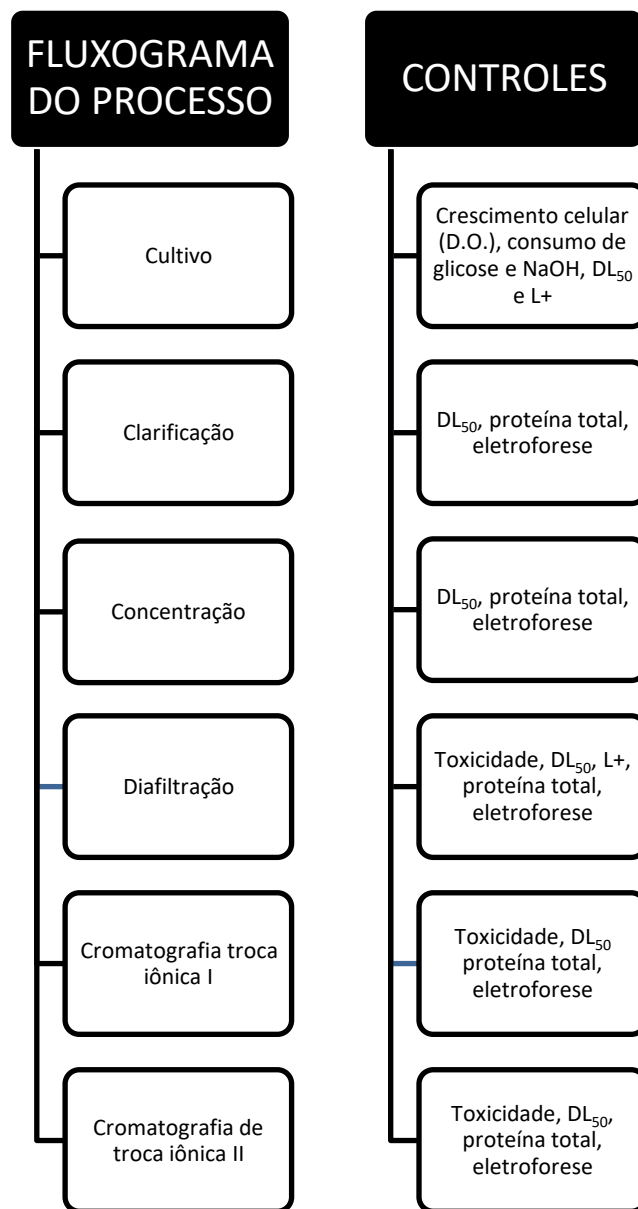 FLUXOGRAMA
DO PROCESSO
Cultivo
Clarificação
Concentração
Diafiltração
Cromatografia troca
iônica I
Cromatografia de
troca iônica II
CONTROLES
Crescimento celular
(D.O.), consumo de
glicose e NaOH, DL₅₀
e L+
DL₅₀, proteína total,
eletroforese
DL₅₀, proteína total,
eletroforese
Toxicidade, DL₅₀, L+,
proteína total,
eletroforese
Toxicidade, DL₅₀
proteína total,
eletroforese
Toxicidade, DL₅₀,
proteína total,
eletroforese